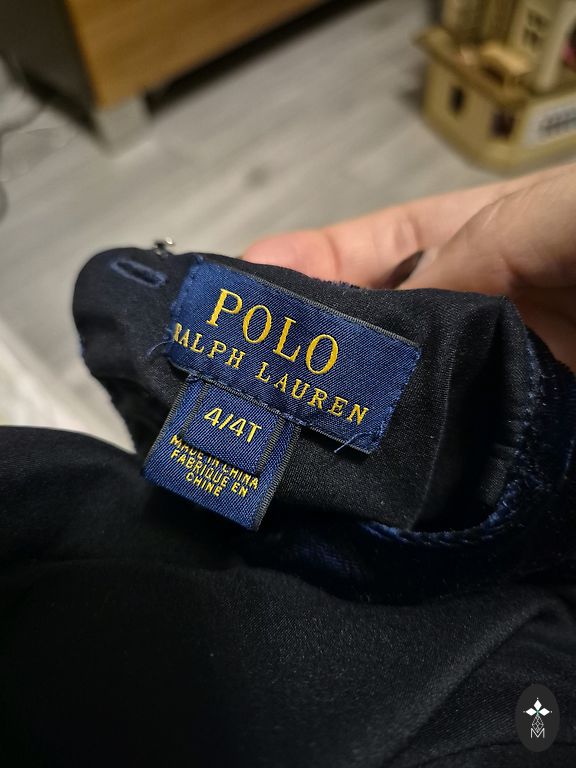 POLO
RALPH LAUREN
4/4T
MADE IN CHINA
FABRIQUE EN
CHINE
M